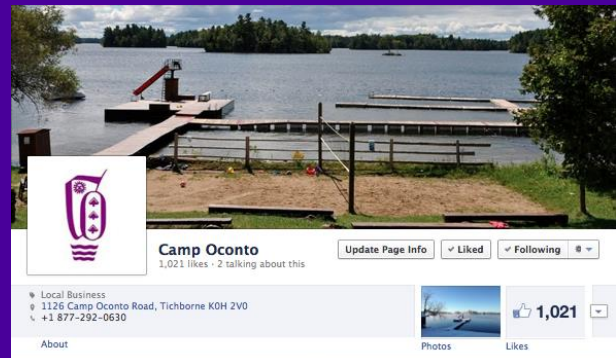 Camp Oconto
1,021 likes · 2 talking about this
Update Page Info
✓ Liked
✓ Following
Local Business
1126 Camp Oconto Road, Tichborne K0H 2V0
+1 877-292-0630
About
1,021
Photos
Likes